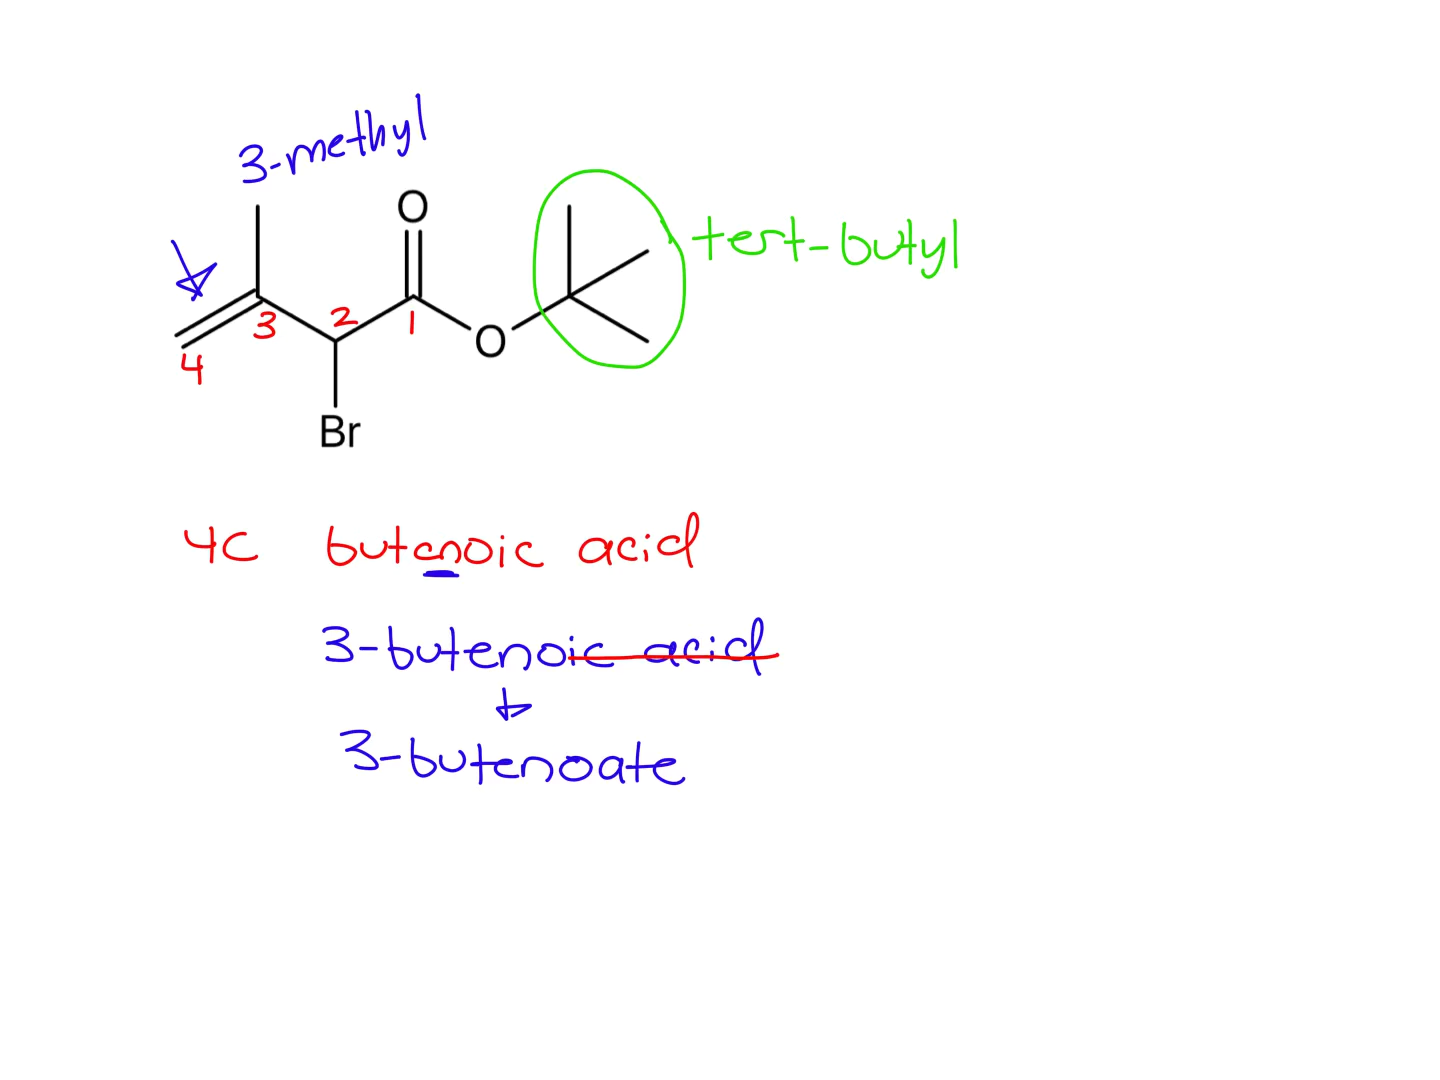 3-methyl
O
tert-butyl
3 2 1
O
4
Br
4C butenoic acid
3-butenoic acid
3-butenoate